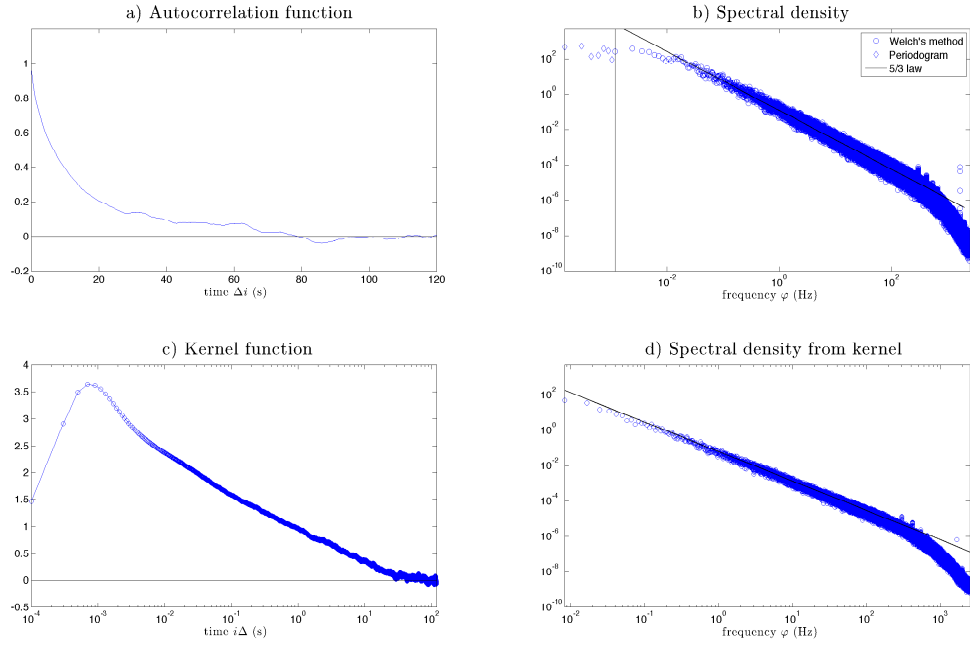 a) Autocorrelation function
1
0.8
0.6
0.4
0.2
0
-0.2
0 20 40 60 80 100 120
time Δi (s)
b) Spectral density
Welch's method
Periodogram
5/3 law
10^2
10^0
10^-2
10^-4
10^-6
10^-8
10^-10
10^-2 10^0 10^2
frequency φ (Hz)
c) Kernel function
4
3.5
3
2.5
2
1.5
1
0.5
0
-0.5
10^-4 10^-3 10^-2 10^-1 10^0 10^1 10^2
time iΔ (s)
d) Spectral density from kernel
10^2
10^0
10^-2
10^-4
10^-6
10^-8
10^-10
10^-2 10^-1 10^0 10^1 10^2 10^3
frequency φ (Hz)